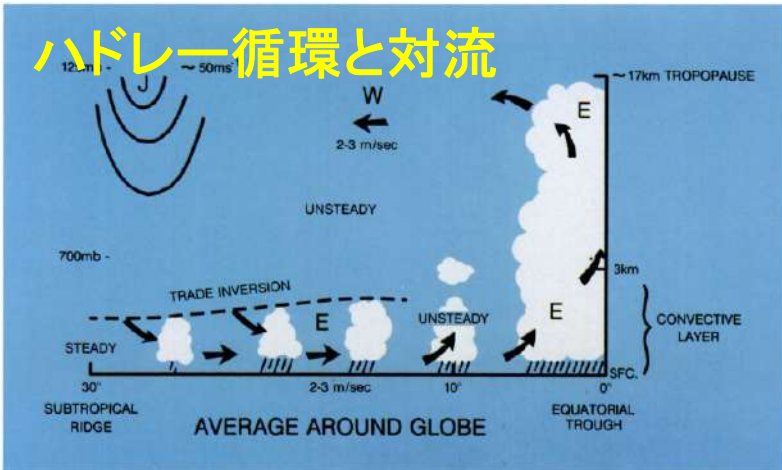 ハドレー循環と対流
~ 50ms⁻¹
J
~17km TROPOPAUSE
W
E
2-3 m/sec
UNSTEADY
700mb -
3km
TRADE INVERSION
E
UNSTEADY
E
CONVECTIVE
LAYER
STEADY
SFC.
30°
2-3 m/sec
10°
0°
SUBTROPICAL
RIDGE
AVERAGE AROUND GLOBE
EQUATORIAL
TROUGH